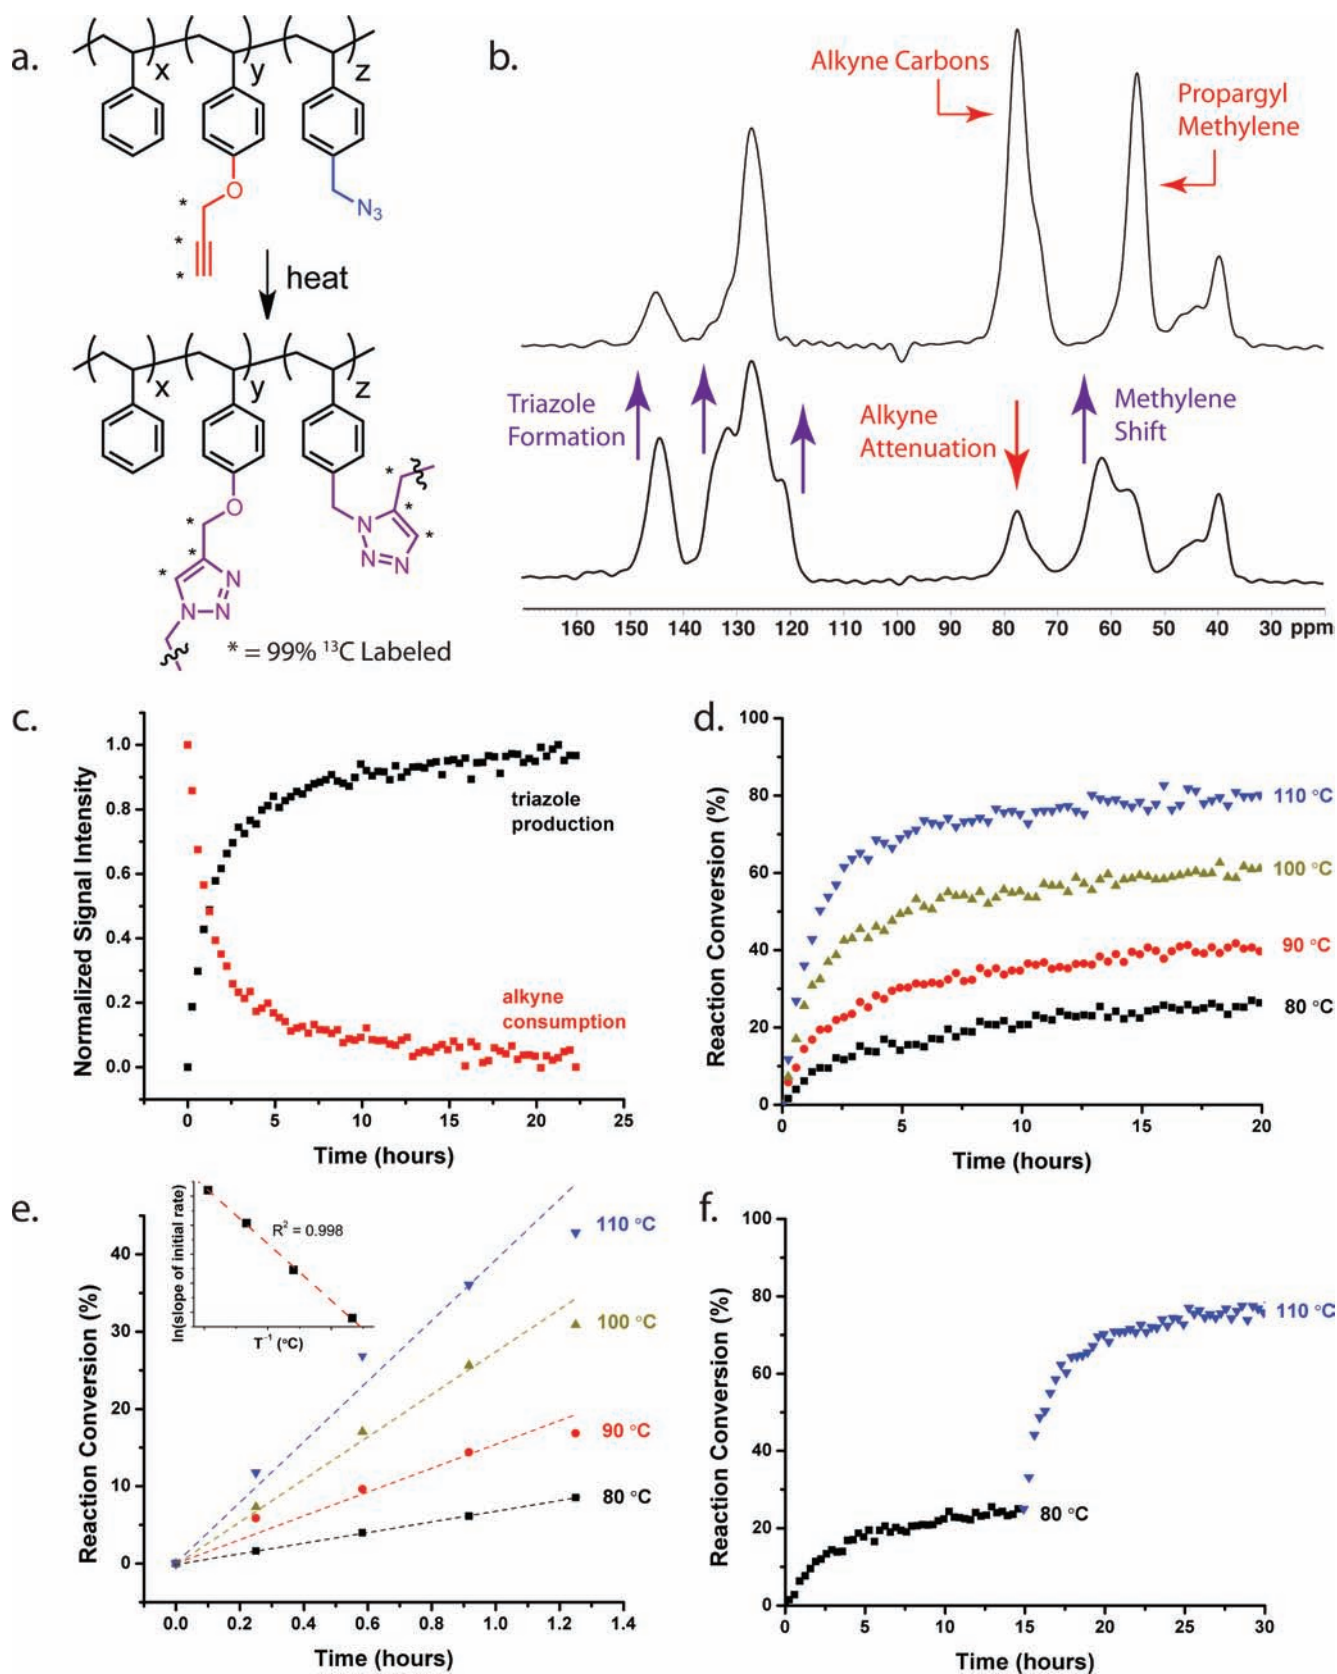 a.
x
y
z
O
N3
*
*
*
heat
x
y
z
O
*
*
*
N
N
N
*
*
*
N
N
N
* = 99% 13C Labeled
b.
Alkyne Carbons
Propargyl
Methylene
Triazole
Formation
Alkyne
Attenuation
Methylene
Shift
160 150 140 130 120 110 100 90 80 70 60 50 40 30 ppm
c.
Normalized Signal Intensity
1.0
0.8
0.6
0.4
0.2
0.0
triazole
production
alkyne
consumption
0 5 10 15 20 25
Time (hours)
d.
Reaction Conversion (%)
100
80
60
40
20
0
110 °C
100 °C
90 °C
80 °C
0 5 10 15 20
Time (hours)
e.
Reaction Conversion (%)
40
30
20
10
0
ln(slope of initial rate)
R2 = 0.998
T-1 (°C)
110 °C
100 °C
90 °C
80 °C
0.0 0.2 0.4 0.6 0.8 1.0 1.2 1.4
Time (hours)
f.
Reaction Conversion (%)
100
80
60
40
20
0
110 °C
80 °C
0 5 10 15 20 25 30
Time (hours)